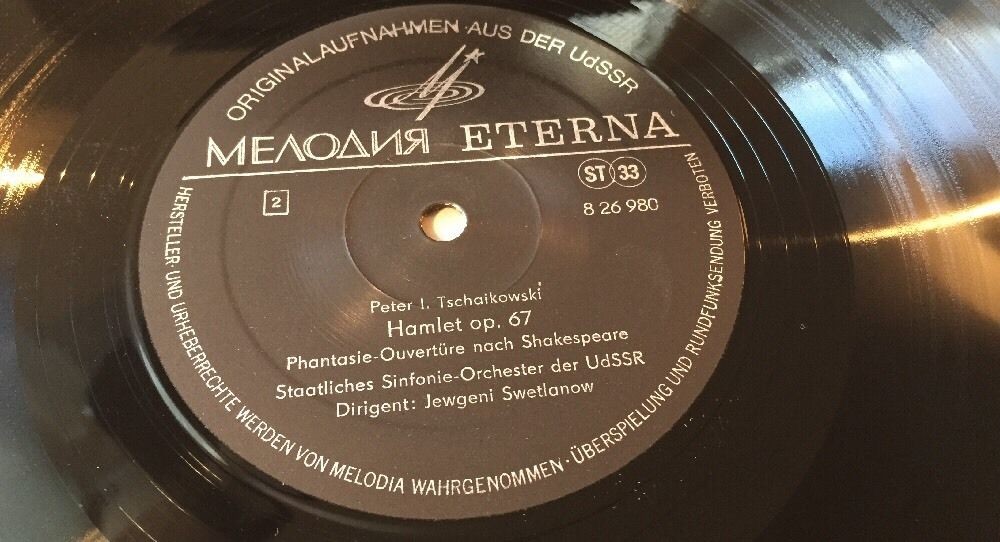 ORIGINALAUFNAHMEN · AUS DER UdSSR
МЕЛОДИЯ ETERNA
ST 33
2
8 26 980
Peter I. Tschaikowski
Hamlet op. 67
Phantasie-Ouvertüre nach Shakespeare
Staatliches Sinfonie-Orchester der UdSSR
Dirigent: Jewgeni Swetlanow
HERSTELLER- UND URHEBERRECHTE WERDEN VON MELODIA WAHRGENOMMEN · ÜBERSPIELUNG UND RUNDFUNKSENDUNG VERBOTEN